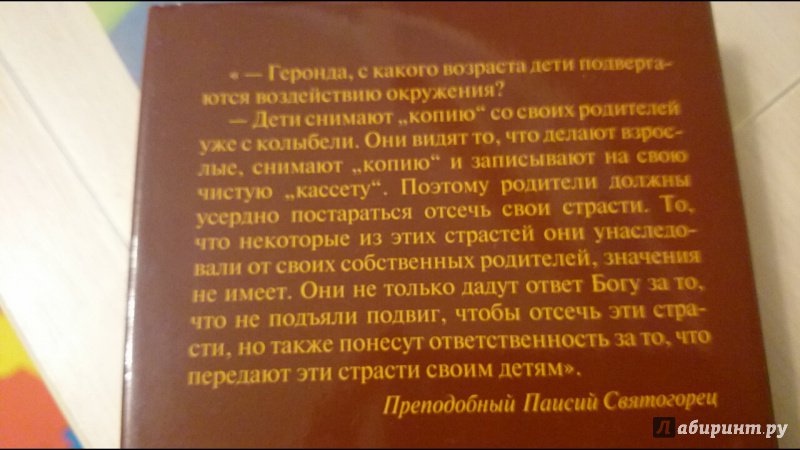 « — Геронда, с какого возраста дети подверга-
ются воздействию окружения?
— Дети снимают „копию“ со своих родителей
уже с колыбели. Они видят то, что делают взрос-
лые, снимают „копию“ и записывают на свою
чистую „кассету“. Поэтому родители должны
усердно постараться отсечь свои страсти. То,
что некоторые из этих страстей они унаследо-
вали от своих собственных родителей, значения
не имеет. Они не только дадут ответ Богу за то,
что не подъяли подвиг, чтобы отсечь эти стра-
сти, но также понесут ответственность за то, что
передают эти страсти своим детям».
Преподобный Паисий Святогорец
Лабиринт.ру